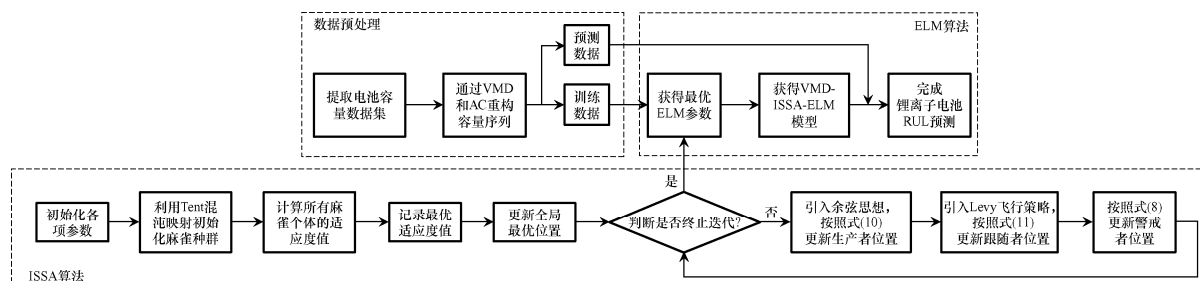 数据预处理
提取电池容
量数据集
通过VMD
和AC重构
容量序列
预测
数据
训练
数据
ELM算法
获得最优
ELM参数
获得VMD-
ISSA-ELM
模型
完成
锂离子电池
RUL预测
初始化各
项参数
利用Tent混
沌映射初始
化麻雀种群
计算所有麻
雀个体的适
应度值
记录最优
适应度值
更新全局
最优位置
判断是否终止迭代?
是
否
引入余弦思想，
按照式(10)
更新生产者位置
引入Levy飞行策略，
按照式(11)
更新跟随者位置
按照式(8)
更新警戒
者位置
ISSA算法